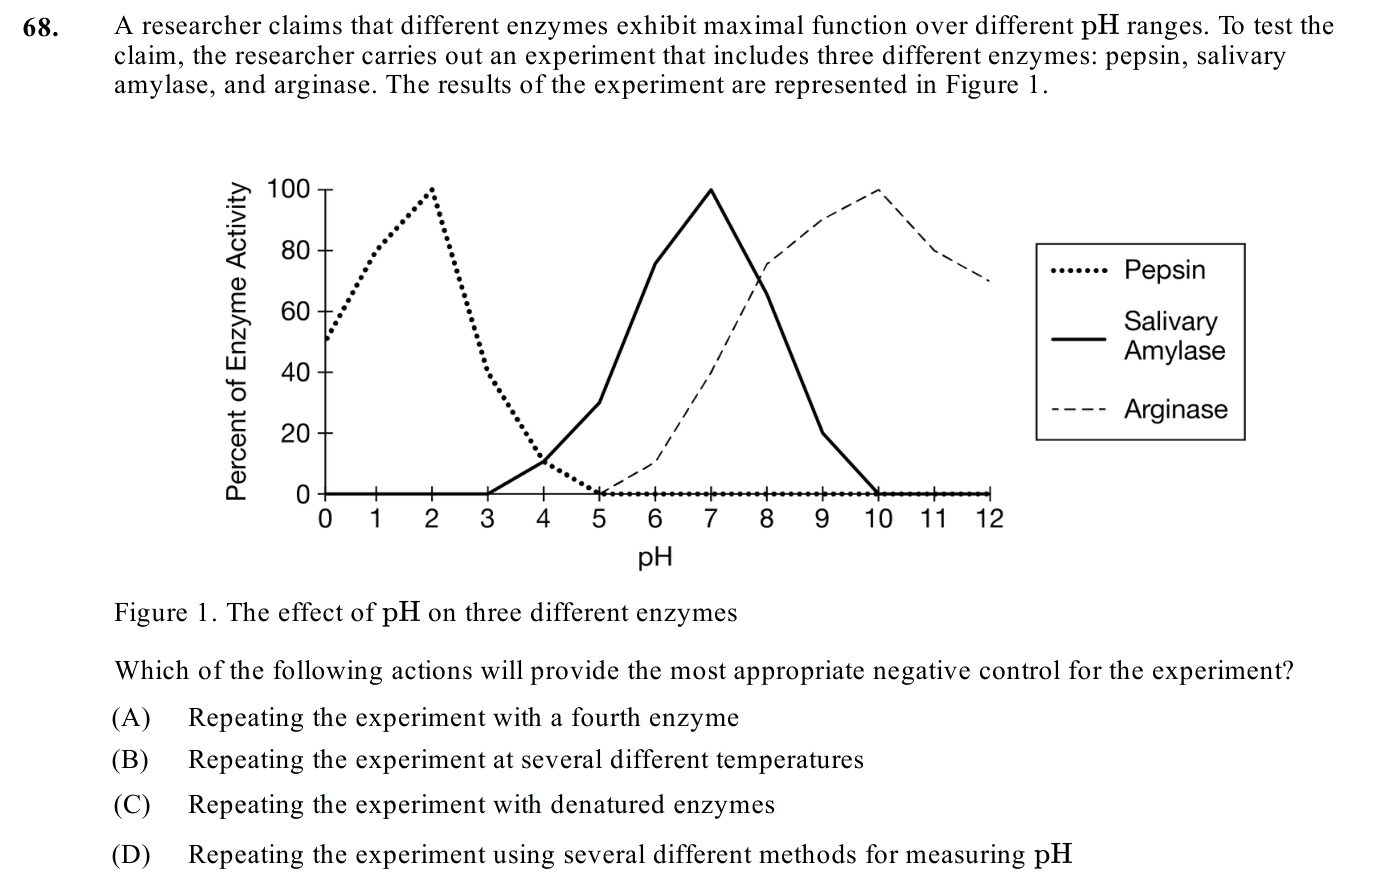 68. A researcher claims that different enzymes exhibit maximal function over different pH ranges. To test the
claim, the researcher carries out an experiment that includes three different enzymes: pepsin, salivary
amylase, and arginase. The results of the experiment are represented in Figure 1.
Percent of Enzyme Activity
100
80
60
40
20
0
0 1 2 3 4 5 6 7 8 9 10 11 12
pH
Pepsin
Salivary
Amylase
Arginase
Figure 1. The effect of pH on three different enzymes
Which of the following actions will provide the most appropriate negative control for the experiment?
(A) Repeating the experiment with a fourth enzyme
(B) Repeating the experiment at several different temperatures
(C) Repeating the experiment with denatured enzymes
(D) Repeating the experiment using several different methods for measuring pH